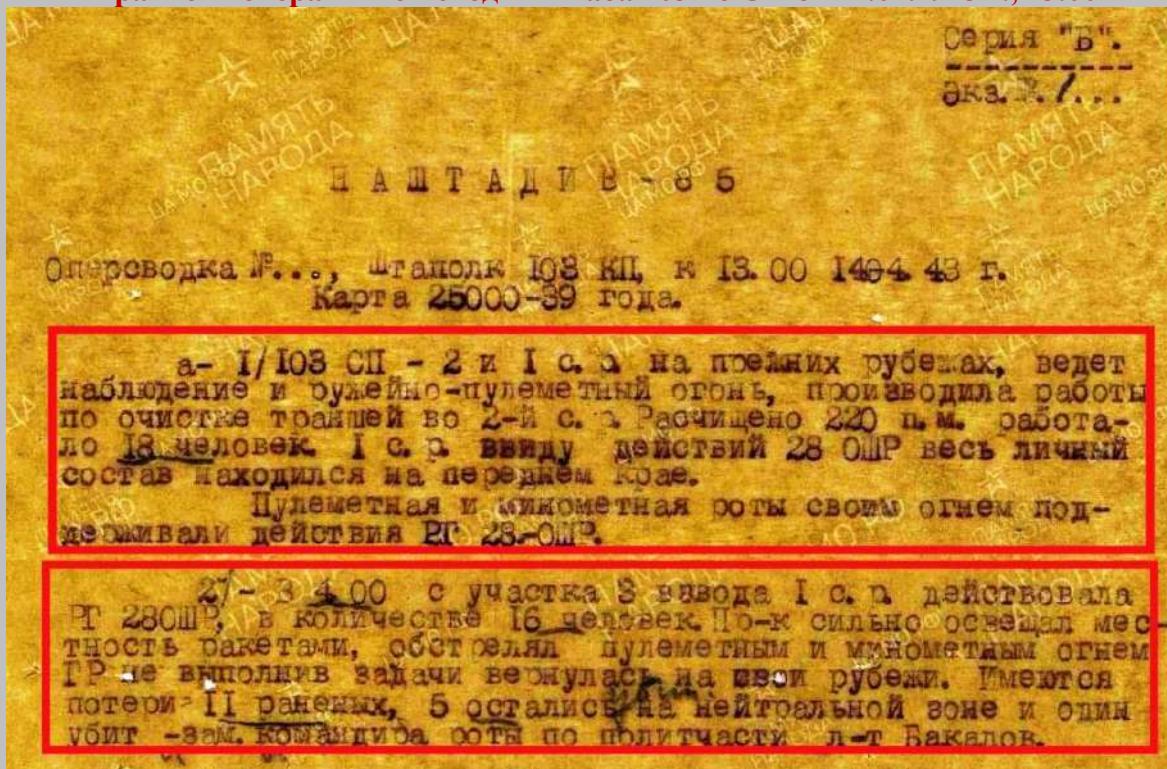 Серия "Б".
Экз.№.1...
НАШТАДИВ-85
Оперсводка №..., Штаполк 103 КП, к 13.00 1404.43 г.
Карта 25000-39 года.
а- I/103 СП - 2 и I с. р. на прежних рубежах, ведет
наблюдение и ружейно-пулеметный огонь, производила работы
по очистке траншей во 2-й с. р. Расчищено 220 п.м. работа-
ло 18 человек. I с. р. ввиду действий 28 ОШР весь личный
состав находился на переднем крае.
Пулеметная и минометная роты своим огнем под-
держивали действия РГ 28-ОШР.
2/- В 4.00 с участка 3 взвода I с. р. действовала
РГ 28ОШР, в количестве 16 человек. Пр-к сильно освещал мес-
тность ракетами, обстрелял пулеметным и минометным огнем
ГР не выполнив задачи вернулась на свои рубежи. Имеются
потери- II раненых, 5 остались на нейтральной зоне и один
убит -зам. командира роты по политчасти л-т Бакалов.